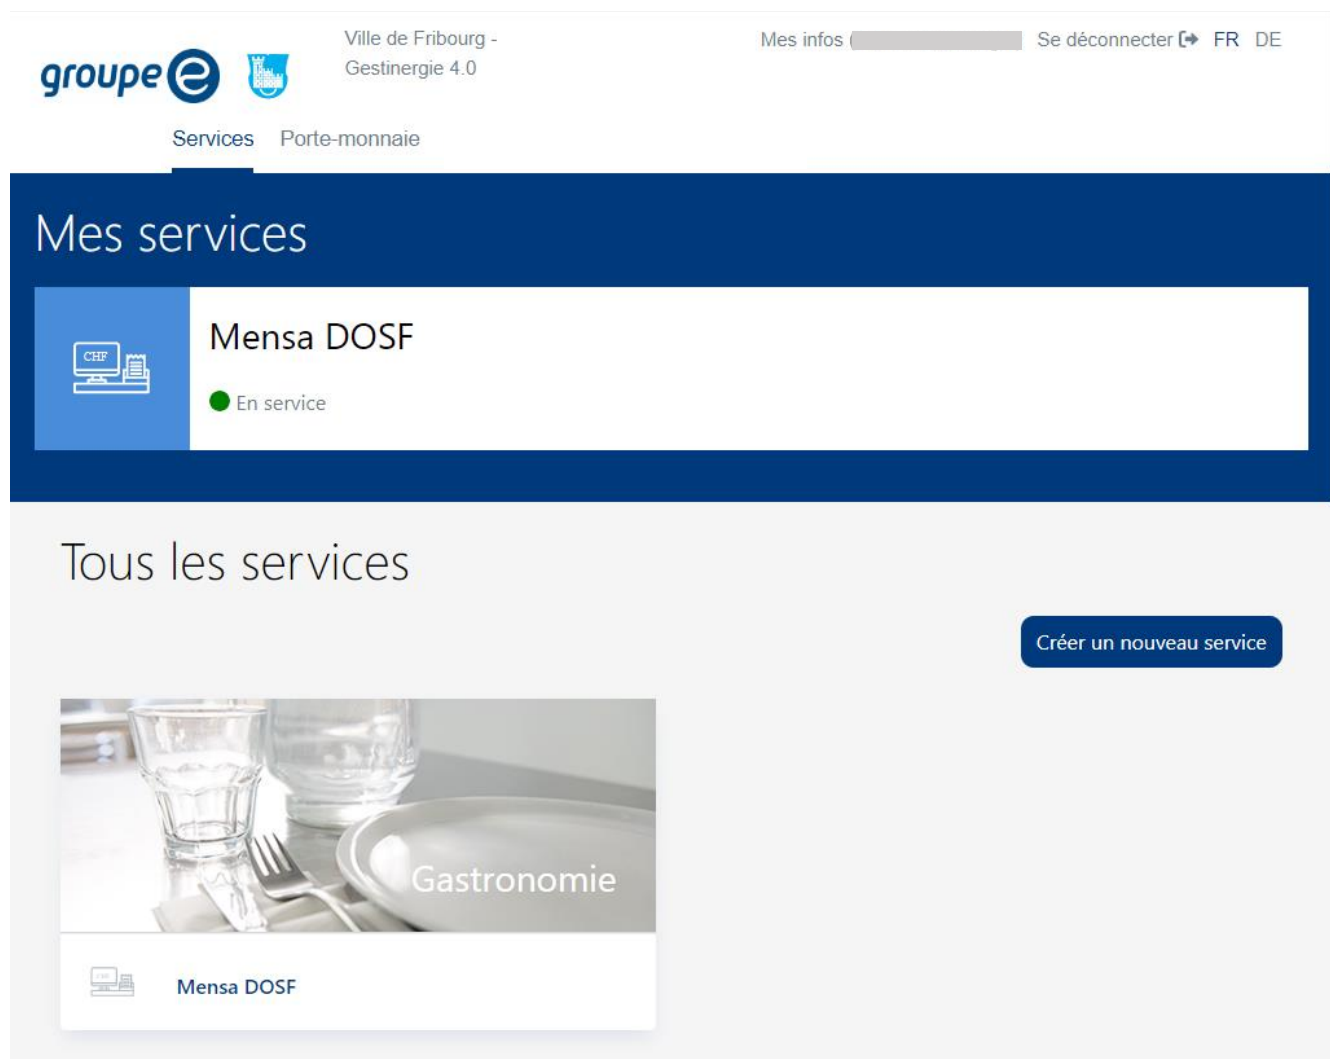 groupe e
Ville de Fribourg -
Gestinergie 4.0
Mes infos (
Se déconnecter
FR DE
Services Porte-monnaie
Mes services
CHF
Mensa DOSF
En service
Tous les services
Créer un nouveau service
Gastronomie
Mensa DOSF